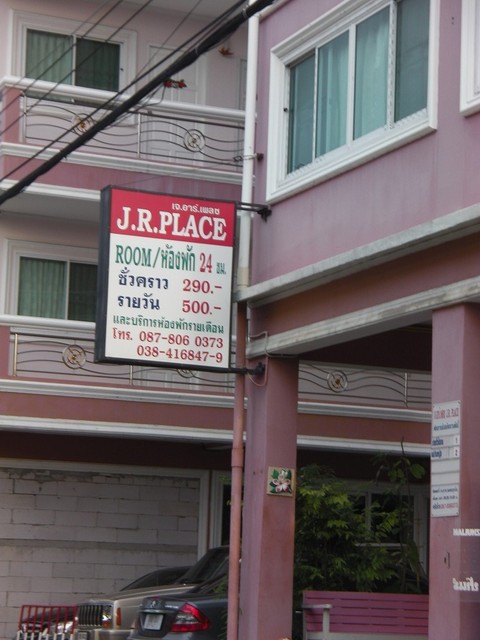 เจ.อาร์.เพลซ
J.R.PLACE
ROOM/ห้องพัก 24 ชม.
ชั่วคราว 290.-
รายวัน 500.-
และบริการห้องพักรายเดือน
โทร. 087-806 0373
038-416847-9